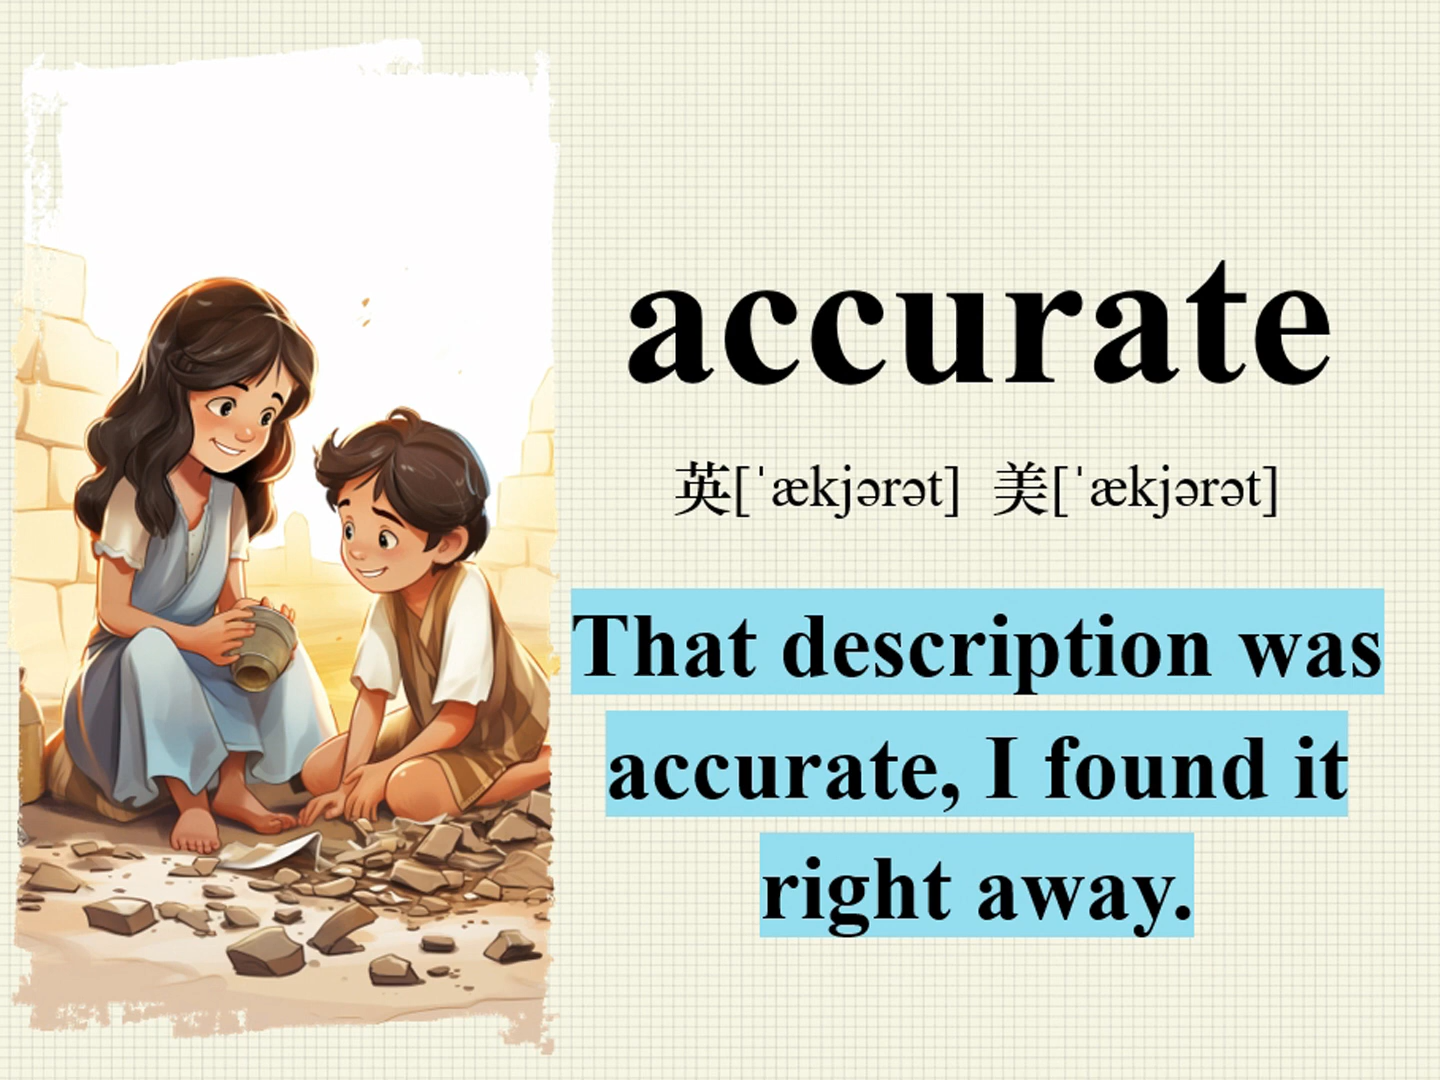 accurate
英[ˈækjərət] 美[ˈækjərət]
That description was
accurate, I found it
right away.